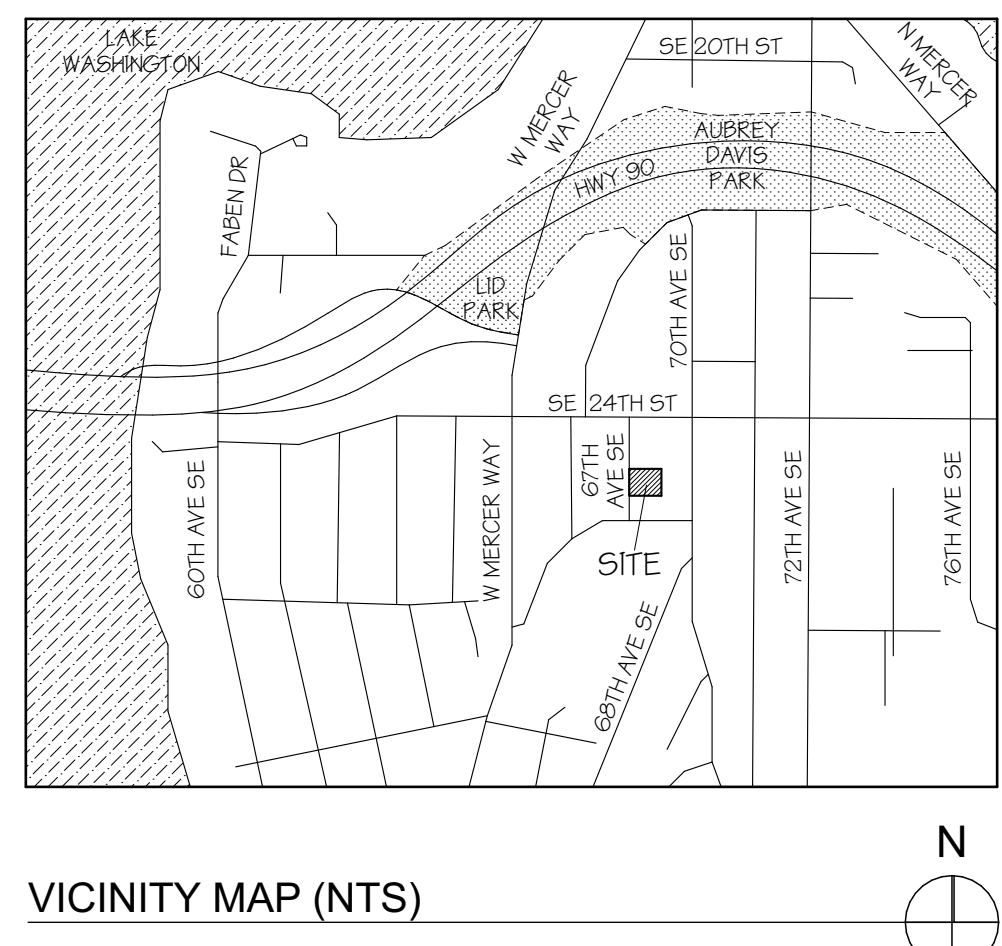 LAKE
WASHINGTON
W MERCER
WAY
SE 20TH ST
N MERCER
WAY
AUBREY
DAVIS
PARK
HWY 90
FABEN DR
LID
PARK
70TH AVE SE
SE 24TH ST
60TH AVE SE
W MERCER WAY
67TH
AVE SE
72TH AVE SE
76TH AVE SE
SITE
68TH AVE SE
N
VICINITY MAP (NTS)